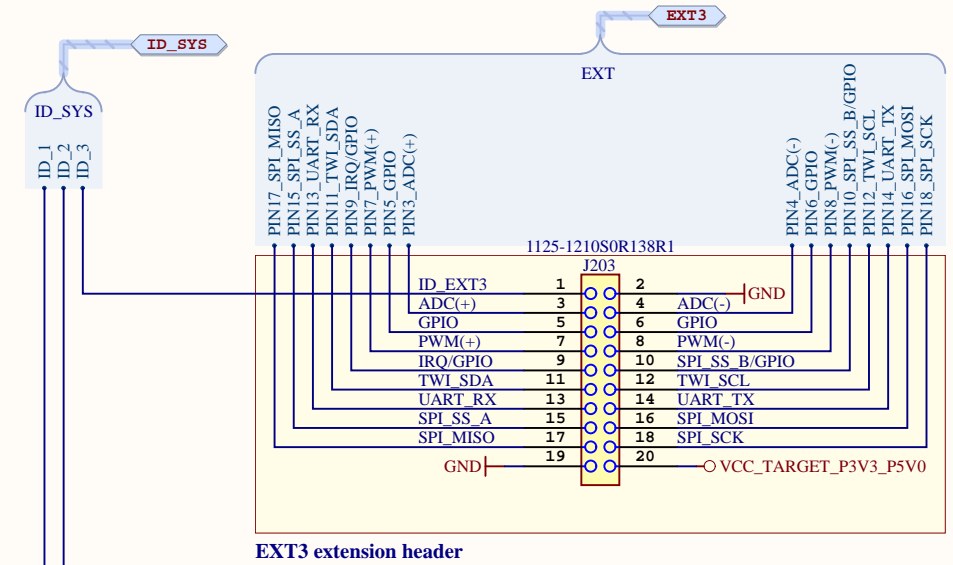 EXT3
ID_SYS
EXT
ID_SYS
ID_1
ID_2
ID_3
PIN17_SPI_MISO
PIN15_SPI_SS_A
PIN13_UART_RX
PIN11_TWI_SDA
PIN9_IRQ/GPIO
PIN7_PWM(+)
PIN5_GPIO
PIN3_ADC(+)
PIN4_ADC(-)
PIN6_GPIO
PIN8_PWM(-)
PIN10_SPI_SS_B/GPIO
PIN12_TWI_SCL
PIN14_UART_TX
PIN16_SPI_MOSI
PIN18_SPI_SCK
1125-1210S0R138R1
J203
ID_EXT3 1 2 GND
ADC(+) 3 4 ADC(-)
GPIO 5 6 GPIO
PWM(+) 7 8 PWM(-)
IRQ/GPIO 9 10 SPI_SS_B/GPIO
TWI_SDA 11 12 TWI_SCL
UART_RX 13 14 UART_TX
SPI_SS_A 15 16 SPI_MOSI
SPI_MISO 17 18 SPI_SCK
GND 19 20 VCC_TARGET_P3V3_P5V0
EXT3 extension header